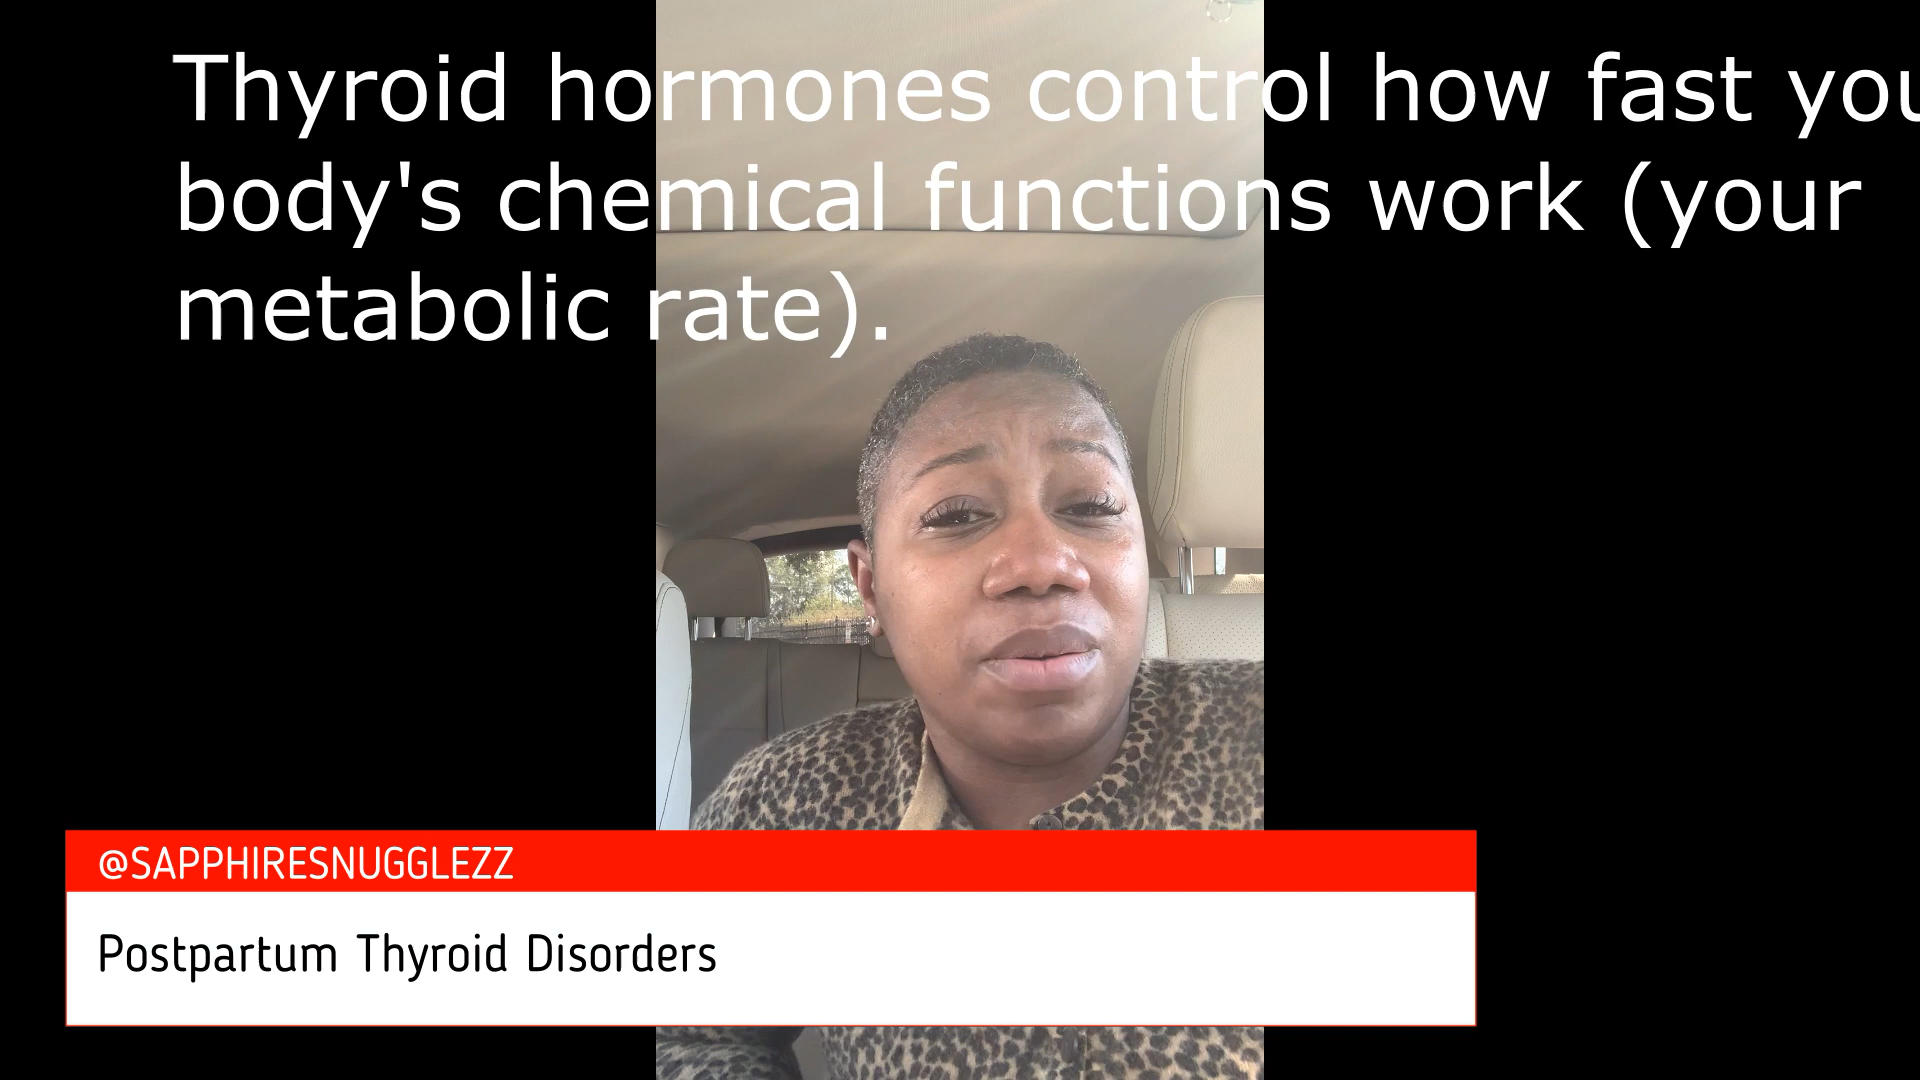 Thyroid hormones control how fast you
body's chemical functions work (your
metabolic rate).
@SAPPHIRESNUGGLEZZ
Postpartum Thyroid Disorders